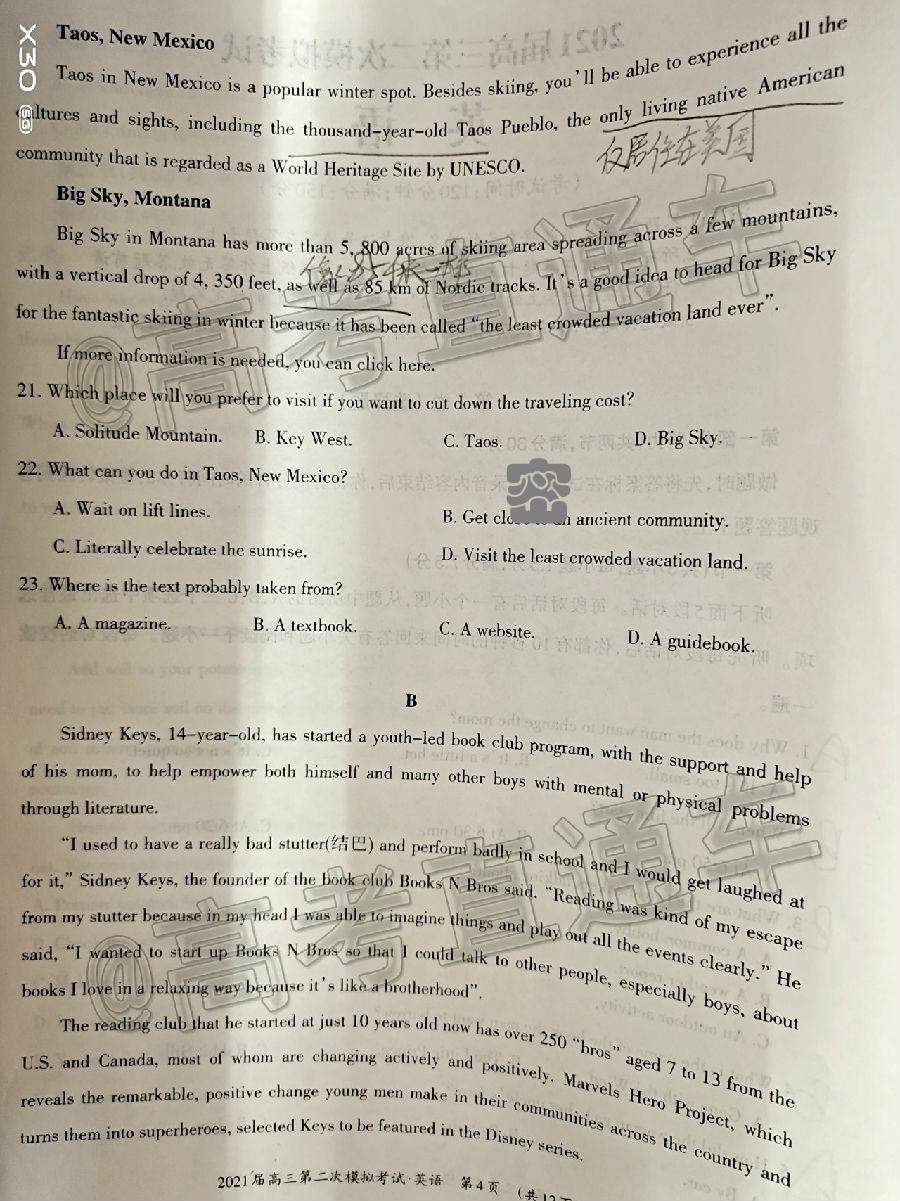 Taos, New Mexico
Taos in New Mexico is a popular winter spot. Besides skiing, you'll be able to experience all the
cultures and sights, including the thousand-year-old Taos Pueblo, the only living native American
community that is regarded as a World Heritage Site by UNESCO.
仅居住在美国
Big Sky, Montana
Big Sky in Montana has more than 5, 800 acres of skiing area spreading across a few mountains,
with a vertical drop of 4, 350 feet, as well as 85 km of Nordic tracks. It's a good idea to head for Big Sky
for the fantastic skiing in winter because it has been called "the least crowded vacation land ever".
If more information is needed, you can click here.
21. Which place will you prefer to visit if you want to cut down the traveling cost?
A. Solitude Mountain. B. Key West. C. Taos. D. Big Sky.
22. What can you do in Taos, New Mexico?
A. Wait on lift lines. B. Get an ancient community.
C. Literally celebrate the sunrise. D. Visit the least crowded vacation land.
23. Where is the text probably taken from?
A. A magazine. B. A textbook. C. A website. D. A guidebook.
B
Sidney Keys, 14-year-old, has started a youth-led book club program, with the support and help
of his mom, to help empower both himself and many other boys with mental or physical problems
through literature.
"I used to have a really bad stutter(结巴) and perform badly in school and I would get laughed at
for it," Sidney Keys, the founder of the book club Books N Bros said. "Reading was kind of my escape
from my stutter because in my head I was able to imagine things and play out all the events clearly." He
said, "I wanted to start up Books N Bros so that I could talk to other people, especially boys, about
books I love in a relaxing way because it's like a brotherhood".
The reading club that he started at just 10 years old now has over 250 "bros" aged 7 to 13 from the
U.S. and Canada, most of whom are changing actively and positively. Marvels Hero Project, which
reveals the remarkable, positive change young men make in their communities across the country and
turns them into superheroes, selected Keys to be featured in the Disney series.
2021届高三第二次模拟考试·英语 第4页
@高考直通车
@高考直通车
X30